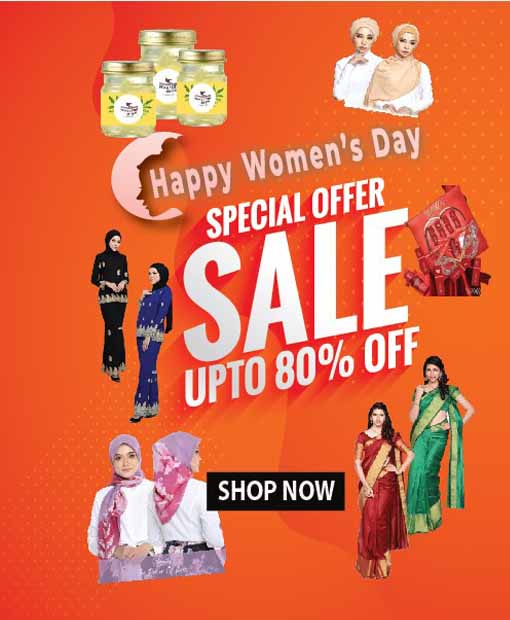 Happy Women's Day
SPECIAL OFFER
SALE
UPTO 80% OFF
SHOP NOW